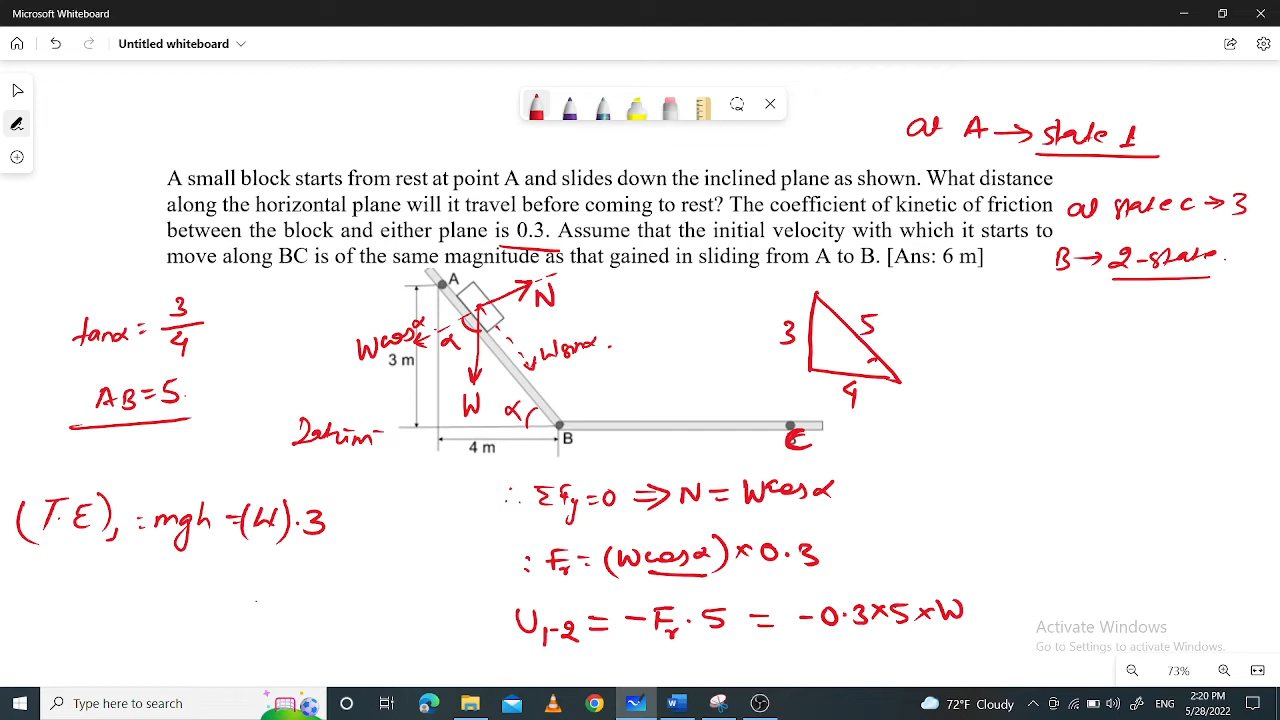 Microsoft Whiteboard
Untitled whiteboard
at A → state 1
A small block starts from rest at point A and slides down the inclined plane as shown. What distance
along the horizontal plane will it travel before coming to rest? The coefficient of kinetic of friction
between the block and either plane is 0.3. Assume that the initial velocity with which it starts to
move along BC is of the same magnitude as that gained in sliding from A to B. [Ans: 6 m]
at state c → 3
B → 2-state.
tanα = 3/4
AB = 5
A
N
Wcosα
α
Wsinα.
3 m
W
α
B
C
4 m
3
5
4
(T.E)₁ = mgh = (W).3
∴ ΣFy=0 ⟹ N = Wcosα
: Fr = (Wcosα) × 0.3
U₁₋₂ = -Fr . 5 = -0.3×5×W
Activate Windows
Go to Settings to activate Windows.
73%
Type here to search
72°F Cloudy
2:20 PM
5/28/2022